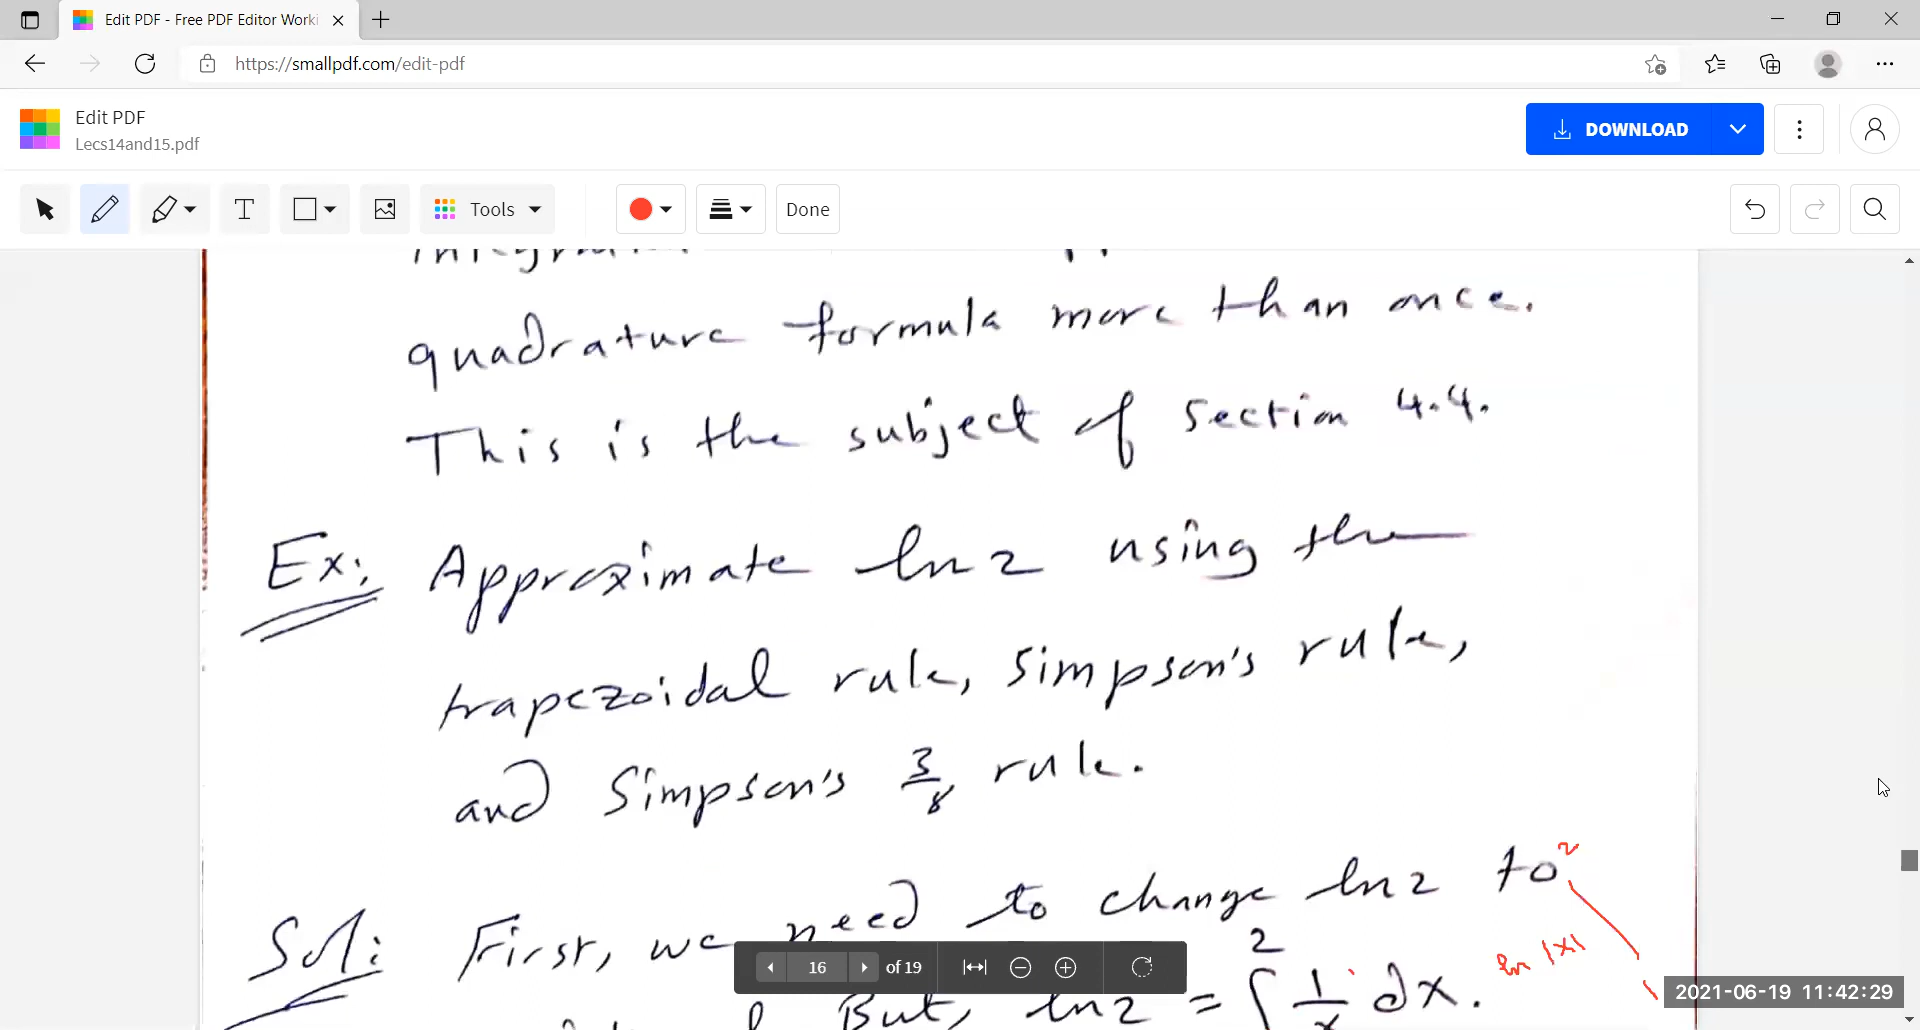 Edit PDF - Free PDF Editor Worki
https://smallpdf.com/edit-pdf
Edit PDF
Lecs14and15.pdf
DOWNLOAD
T
Tools
Done
quadrature formula more than once.
This is the subject of section 4.4.
Ex: Approximate ln 2 using the
trapezoidal rule, Simpson's rule,
and Simpson's 3/8 rule.
Sol: First, we need to change ln 2 to
2
ln |x|
But, ln 2 = ∫ 2 1/x dx.
16 of 19
2021-06-19 11:42:29